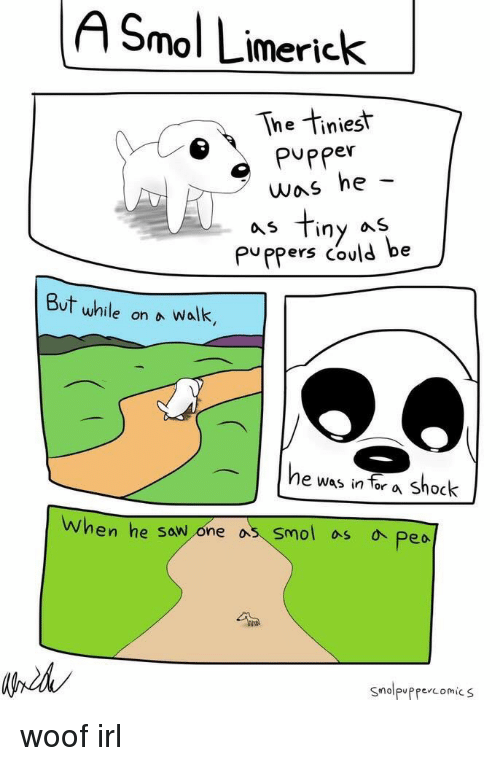 A Smol Limerick
The tiniest
pupper
was he -
as tiny as
puppers could be
But while on a walk,
he was in for a shock
When he saw one as smol as a pea
smolpuppercomics
woof irl